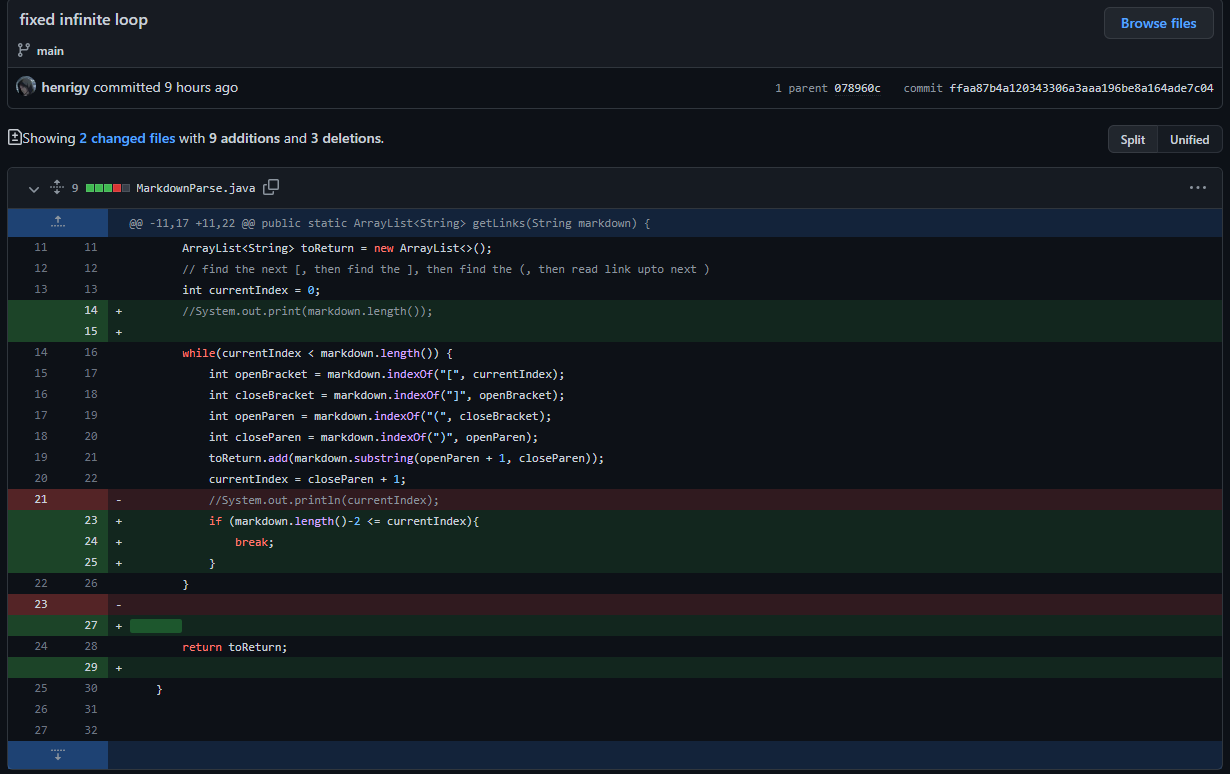 fixed infinite loop
Browse files
main
henrigy committed 9 hours ago
1 parent 078960c commit ffaa87b4a120343306a3aaa196be8a164ade7c04
Showing 2 changed files with 9 additions and 3 deletions.
Split Unified
9 MarkdownParse.java
@@ -11,17 +11,22 @@ public static ArrayList<String> getLinks(String markdown) {
11 11 ArrayList<String> toReturn = new ArrayList<>();
12 12 // find the next [, then find the ], then find the (, then read link upto next )
13 13 int currentIndex = 0;
14 + //System.out.print(markdown.length());
15 +
14 16 while(currentIndex < markdown.length()) {
15 17 int openBracket = markdown.indexOf("[", currentIndex);
16 18 int closeBracket = markdown.indexOf("]", openBracket);
17 19 int openParen = markdown.indexOf("(", closeBracket);
18 20 int closeParen = markdown.indexOf(")", openParen);
19 21 toReturn.add(markdown.substring(openParen + 1, closeParen));
20 22 currentIndex = closeParen + 1;
21 - //System.out.println(currentIndex);
23 + if (markdown.length()-2 <= currentIndex){
24 + break;
25 + }
22 26 }
23 -
27 +
24 28 return toReturn;
29 +
25 30 }
26 31
27 32